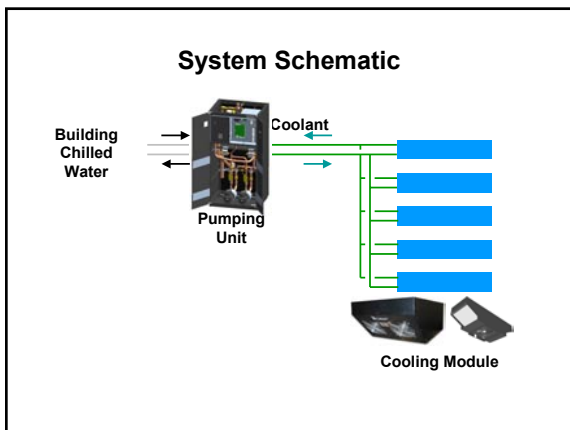 System Schematic
Building
Chilled
Water
Coolant
Pumping
Unit
Cooling Module